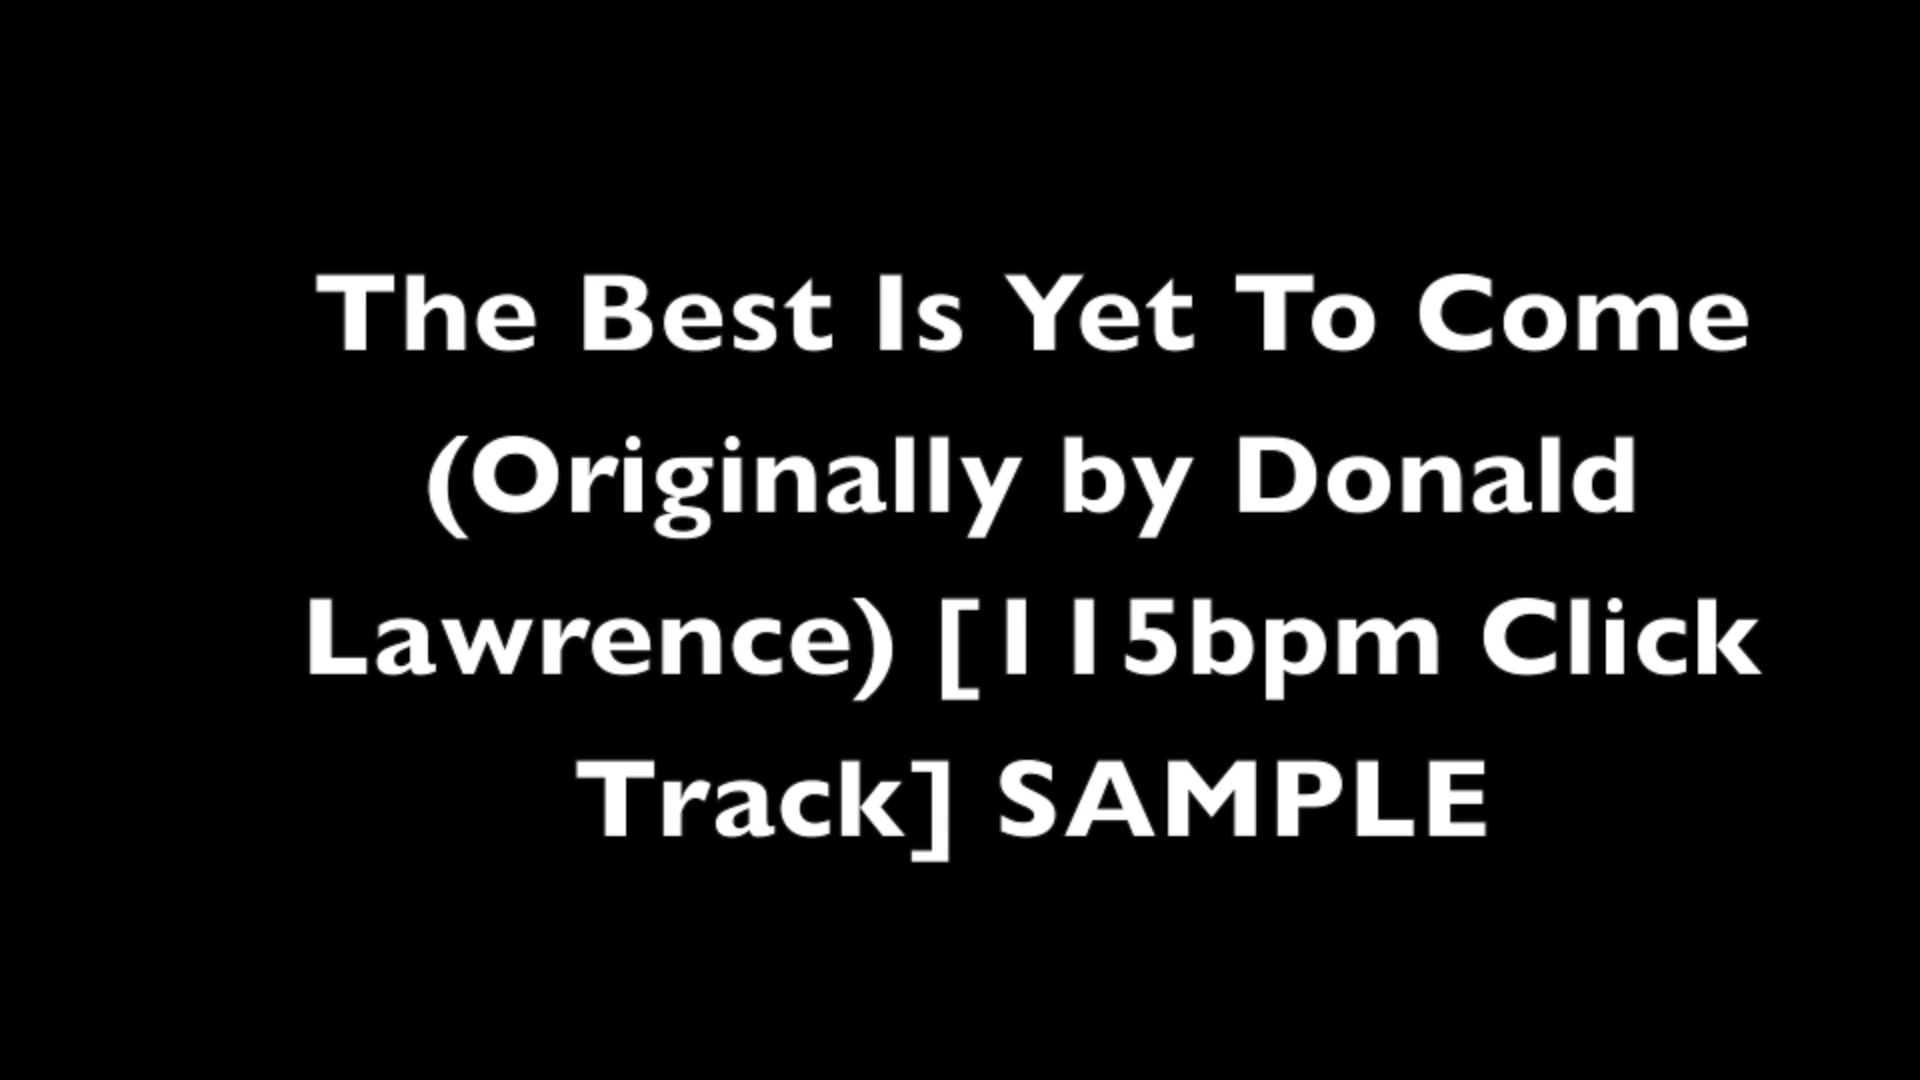 The Best Is Yet To Come
(Originally by Donald
Lawrence) [115bpm Click
Track] SAMPLE